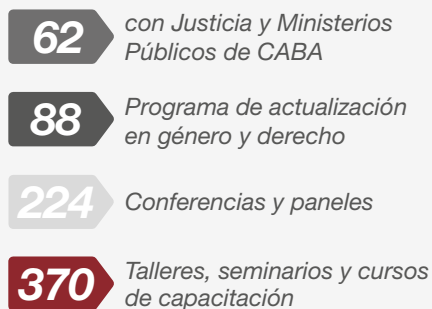 62
con Justicia y Ministerios
Públicos de CABA
88
Programa de actualización
en género y derecho
224
Conferencias y paneles
370
Talleres, seminarios y cursos
de capacitación